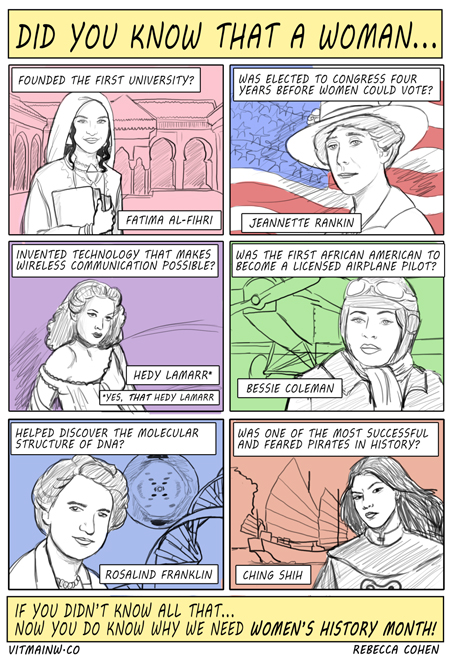 DID YOU KNOW THAT A WOMAN...
FOUNDED THE FIRST UNIVERSITY?
FATIMA AL-FIHRI
WAS ELECTED TO CONGRESS FOUR
YEARS BEFORE WOMEN COULD VOTE?
JEANNETTE RANKIN
INVENTED TECHNOLOGY THAT MAKES
WIRELESS COMMUNICATION POSSIBLE?
HEDY LAMARR*
*YES, THAT HEDY LAMARR
WAS THE FIRST AFRICAN AMERICAN TO
BECOME A LICENSED AIRPLANE PILOT?
BESSIE COLEMAN
HELPED DISCOVER THE MOLECULAR
STRUCTURE OF DNA?
ROSALIND FRANKLIN
WAS ONE OF THE MOST SUCCESSFUL
AND FEARED PIRATES IN HISTORY?
CHING SHIH
IF YOU DIDN'T KNOW ALL THAT...
NOW YOU DO KNOW WHY WE NEED WOMEN'S HISTORY MONTH!
VITMAINW.CO
REBECCA COHEN